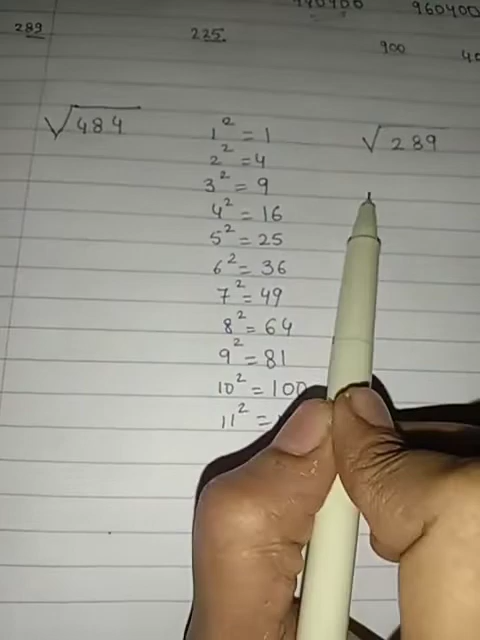 960400
289
225
900
√484
√289
1² = 1
2² = 4
3² = 9
4² = 16
5² = 25
6² = 36
7² = 49
8² = 64
9² = 81
10² = 100
11² =